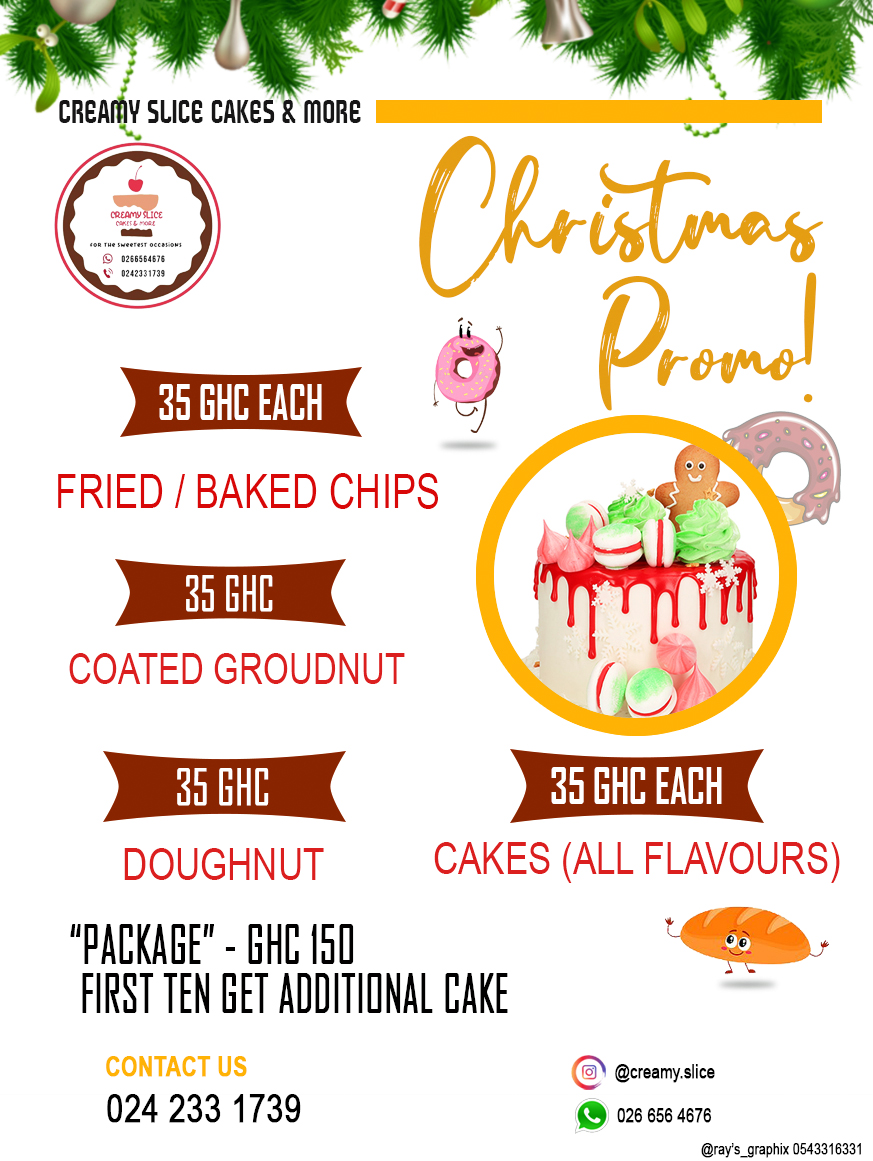 CREAMY SLICE CAKES & MORE
CREAMY SLICE
CAKES & MORE
FOR THE SWEETEST OCCASIONS
0266564676
0242331739
Christmas
Promo!
35 GHC EACH
FRIED / BAKED CHIPS
35 GHC
COATED GROUDNUT
35 GHC
DOUGHNUT
35 GHC EACH
CAKES (ALL FLAVOURS)
“PACKAGE” - GHC 150
FIRST TEN GET ADDITIONAL CAKE
CONTACT US
024 233 1739
@creamy.slice
026 656 4676
@ray's_graphix 0543316331